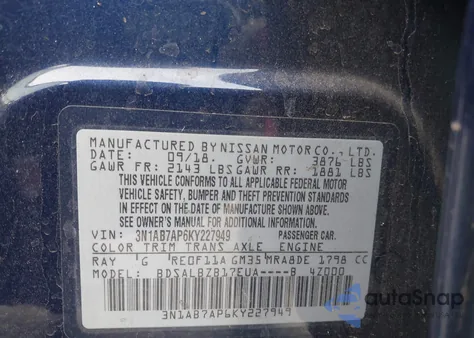 MANUFACTURED BY NISSAN MOTOR CO., LTD.
DATE: 09/18. GVWR: 3876 LBS
GAWR FR: 2143 LBS GAWR RR: 1881 LBS
THIS VEHICLE CONFORMS TO ALL APPLICABLE FEDERAL MOTOR
VEHICLE SAFETY, BUMPER AND THEFT PREVENTION STANDARDS
IN EFFECT ON THE DATE OF MANUFACTURE SHOWN ABOVE.
SEE OWNER'S MANUAL FOR ADDITIONAL INFORMATION.
VIN: 3N1AB7AP6KY227949 PASSENGER CAR.
COLOR TRIM TRANS AXLE ENGINE
RAY G RE0F11A GM35 MRA8DE 1798 CC
MODEL: BDSALBZB17EUA----B 4Z000
3N1AB7AP6KY227949
autoSnap